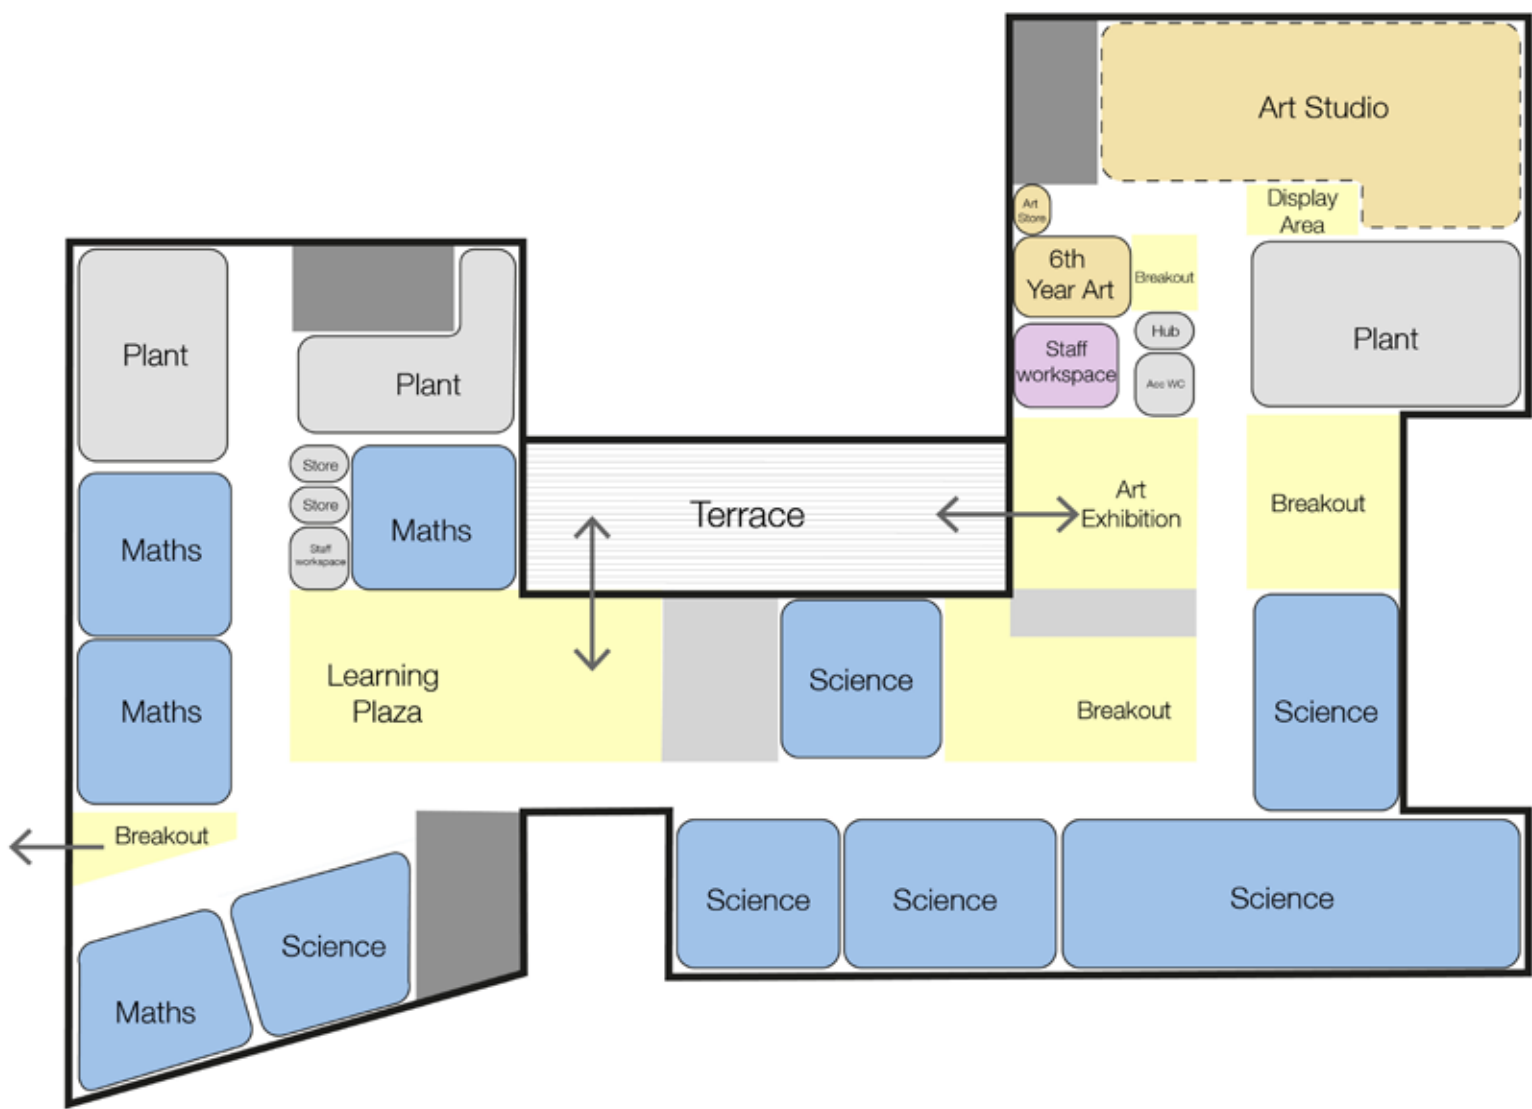 Art Studio
Art
Store
Display
Area
6th
Year Art
Breakout
Hub
Plant
Staff
workspace
Acc WC
Plant
Plant
Store
Store
Staff
workspace
Maths
Maths
Terrace
Art
Exhibition
Breakout
Learning
Plaza
Science
Breakout
Science
Maths
Breakout
Science
Maths
Science
Science
Science